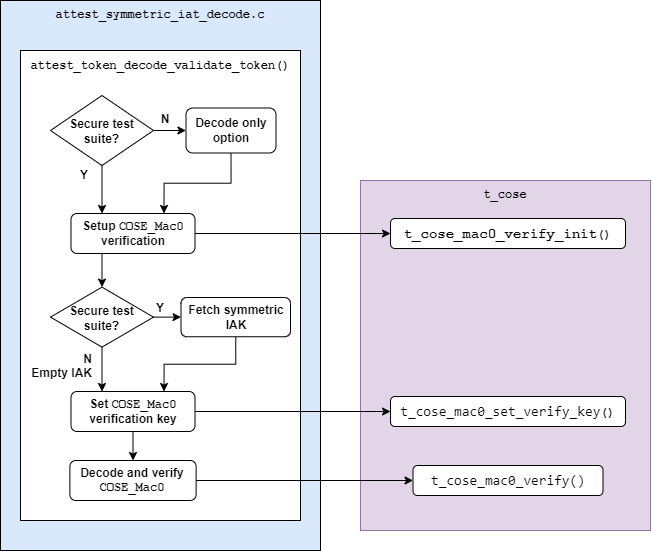 attest_symmetric_iat_decode.c
attest_token_decode_validate_token()
Secure test
suite?
N
Decode only
option
Y
Setup COSE_Mac0
verification
t_cose
t_cose_mac0_verify_init()
Secure test
suite?
Y
Fetch symmetric
IAK
N
Empty IAK
Set COSE_Mac0
verification key
t_cose_mac0_set_verify_key()
Decode and verify
COSE_Mac0
t_cose_mac0_verify()